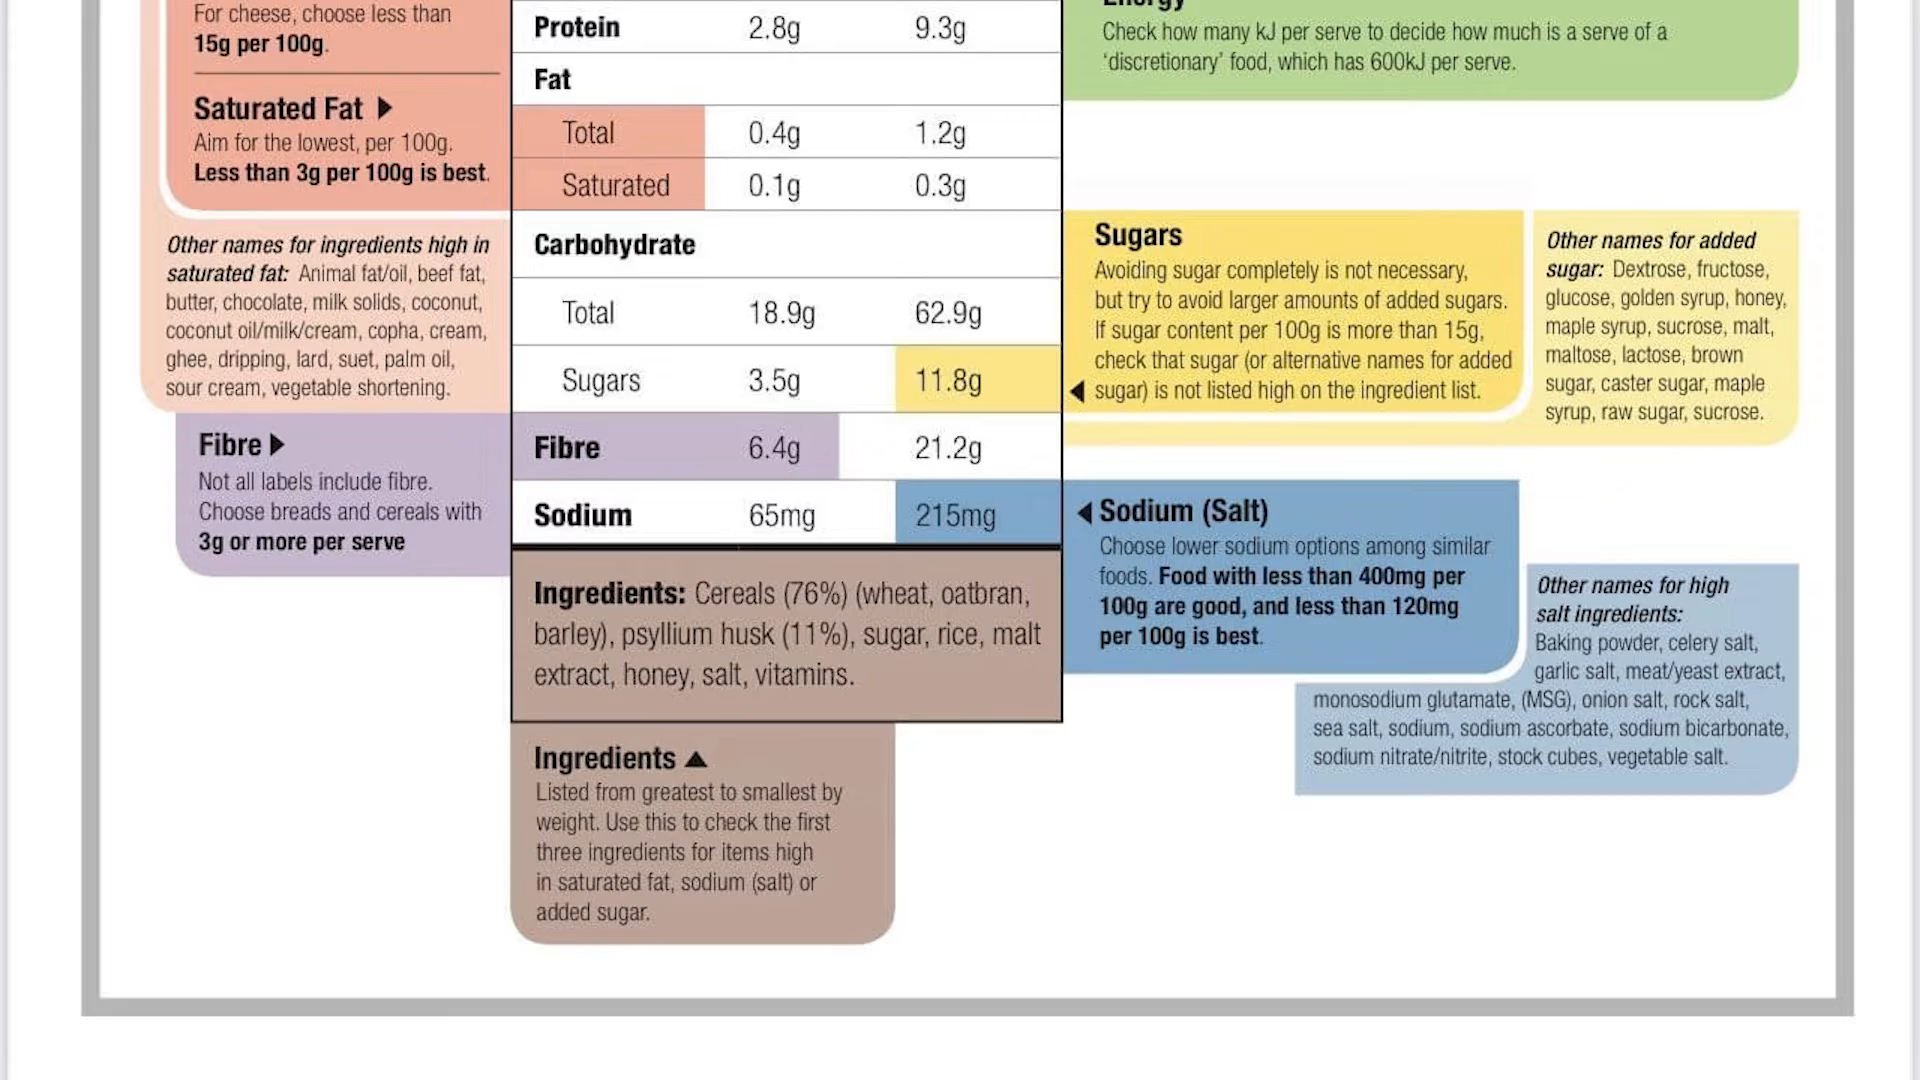 For cheese, choose less than
15g per 100g.
Saturated Fat ▶
Aim for the lowest, per 100g.
Less than 3g per 100g is best.
Other names for ingredients high in
saturated fat: Animal fat/oil, beef fat,
butter, chocolate, milk solids, coconut,
coconut oil/milk/cream, copha, cream,
ghee, dripping, lard, suet, palm oil,
sour cream, vegetable shortening.
Fibre ▶
Not all labels include fibre.
Choose breads and cereals with
3g or more per serve
Protein 2.8g 9.3g
Fat
Total 0.4g 1.2g
Saturated 0.1g 0.3g
Carbohydrate
Total 18.9g 62.9g
Sugars 3.5g 11.8g
Fibre 6.4g 21.2g
Sodium 65mg 215mg
Ingredients: Cereals (76%) (wheat, oatbran,
barley), psyllium husk (11%), sugar, rice, malt
extract, honey, salt, vitamins.
Ingredients ▲
Listed from greatest to smallest by
weight. Use this to check the first
three ingredients for items high
in saturated fat, sodium (salt) or
added sugar.
Energy
Check how many kJ per serve to decide how much is a serve of a
‘discretionary’ food, which has 600kJ per serve.
Sugars
Avoiding sugar completely is not necessary,
but try to avoid larger amounts of added sugars.
If sugar content per 100g is more than 15g,
check that sugar (or alternative names for added
◀ sugar) is not listed high on the ingredient list.
Other names for added
sugar: Dextrose, fructose,
glucose, golden syrup, honey,
maple syrup, sucrose, malt,
maltose, lactose, brown
sugar, caster sugar, maple
syrup, raw sugar, sucrose.
◀ Sodium (Salt)
Choose lower sodium options among similar
foods. Food with less than 400mg per
100g are good, and less than 120mg
per 100g is best.
Other names for high
salt ingredients:
Baking powder, celery salt,
garlic salt, meat/yeast extract,
monosodium glutamate, (MSG), onion salt, rock salt,
sea salt, sodium, sodium ascorbate, sodium bicarbonate,
sodium nitrate/nitrite, stock cubes, vegetable salt.